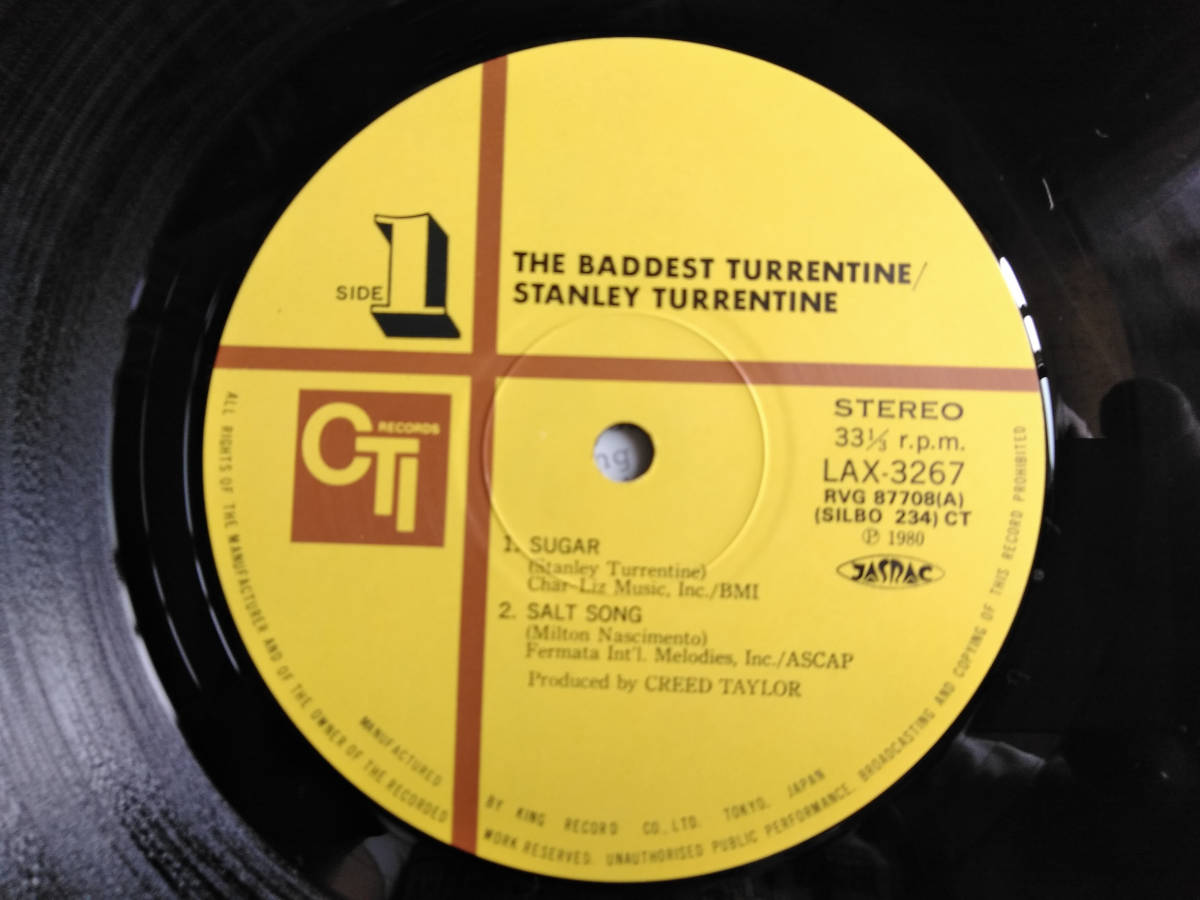 SIDE 1
THE BADDEST TURRENTINE/
STANLEY TURRENTINE
CTI RECORDS
STEREO
33⅓ r.p.m.
LAX-3267
RVG 87708(A)
(SILBO 234) CT
Ⓟ 1980
JASRAC
1. SUGAR
(Stanley Turrentine)
Char-Liz Music, Inc./BMI
2. SALT SONG
(Milton Nascimento)
Fermata Int'l. Melodies, Inc./ASCAP
Produced by CREED TAYLOR
MANUFACTURED BY KING RECORD CO., LTD. TOKYO, JAPAN
ALL RIGHTS OF THE MANUFACTURER AND OF THE OWNER OF THE RECORDED WORK RESERVED. UNAUTHORISED PUBLIC PERFORMANCE, BROADCASTING AND COPYING OF THIS RECORD PROHIBITED